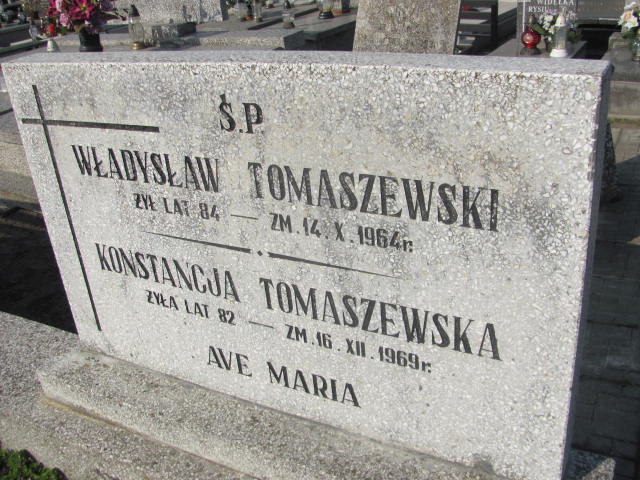 WIDEŁKA
Ś.P.
WŁADYSŁAW TOMASZEWSKI
ŻYŁ LAT 84 — ZM. 14. X. 1964r.
KONSTANCJA TOMASZEWSKA
ŻYŁA LAT 82 — ZM. 16. XII. 1969r.
AVE MARIA